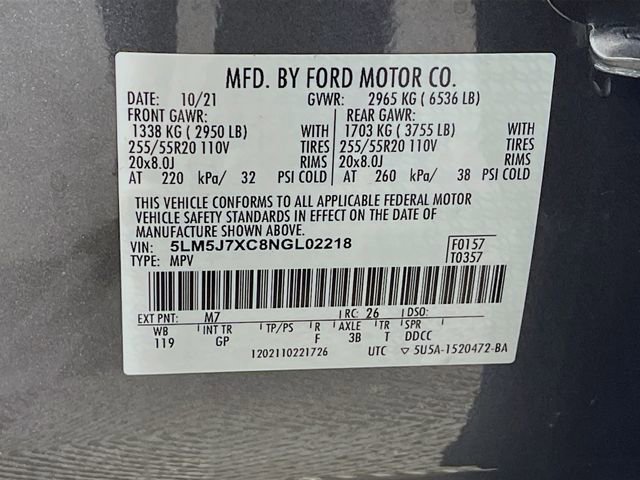 MFD. BY FORD MOTOR CO.
DATE: 10/21 GVWR: 2965 KG ( 6536 LB)
FRONT GAWR: REAR GAWR:
1338 KG ( 2950 LB) WITH 1703 KG ( 3755 LB) WITH
255/55R20 110V TIRES 255/55R20 110V TIRES
20x8.0J RIMS 20x8.0J RIMS
AT 220 kPa/ 32 PSI COLD AT 260 kPa/ 38 PSI COLD
THIS VEHICLE CONFORMS TO ALL APPLICABLE FEDERAL MOTOR
VEHICLE SAFETY STANDARDS IN EFFECT ON THE DATE OF
MANUFACTURE SHOWN ABOVE.
VIN: 5LM5J7XC8NGL02218 F0157
TYPE: MPV T0357
EXT PNT: M7 RC: 26 DSO:
WB INT TR TP/PS R AXLE TR SPR
119 GP F 3B T DDCC
1202110221726 UTC ▽ 5U5A-1520472-BA